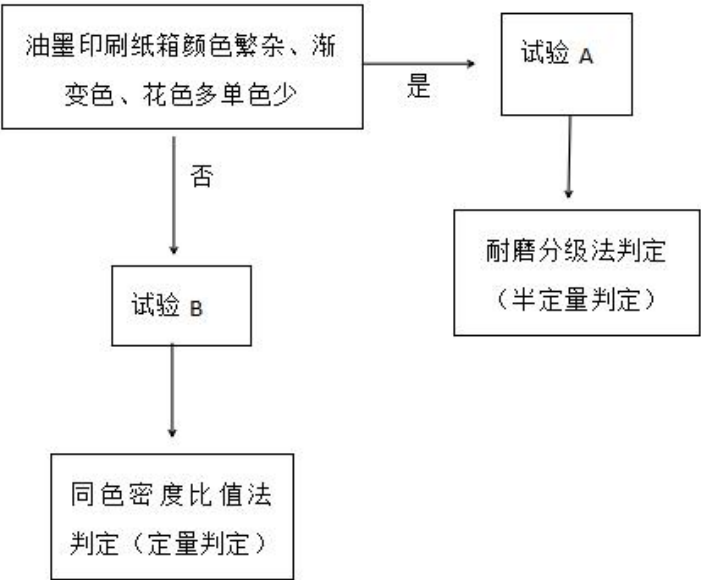 油墨印刷纸箱颜色繁杂、渐
变色、花色多单色少
是
试验 A
否
耐磨分级法判定
（半定量判定）
试验 B
同色密度比值法
判定（定量判定）